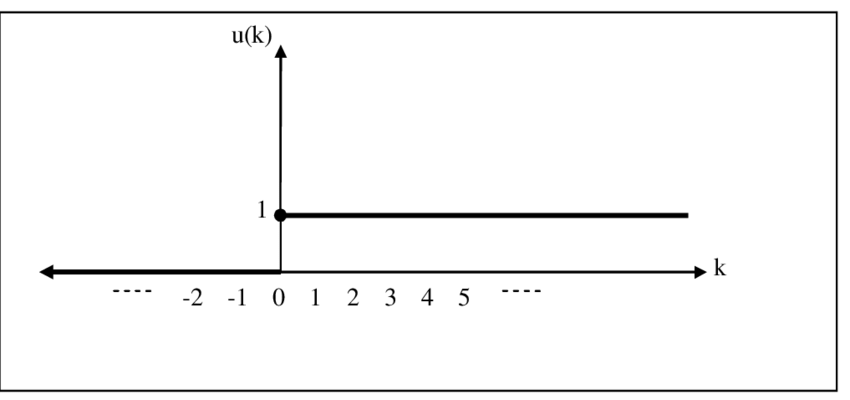 u(k)
1
k
---- -2 -1 0 1 2 3 4 5 ----